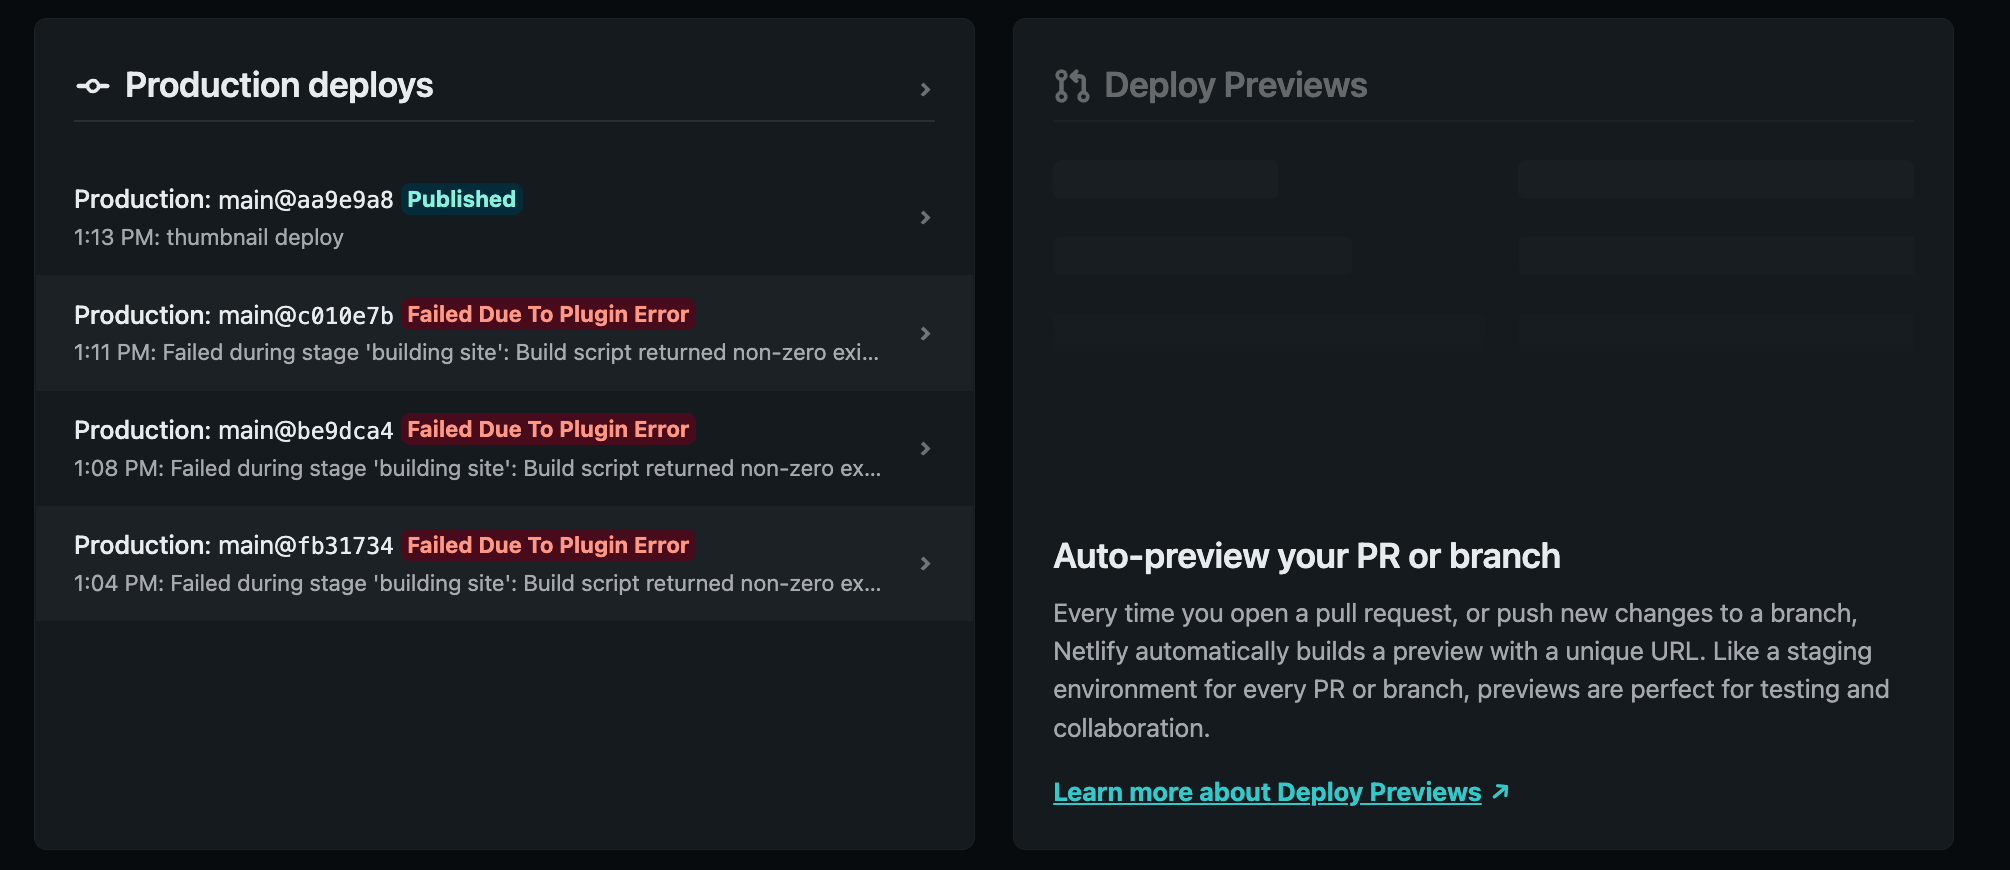 Production deploys
Production: main@aa9e9a8 Published
1:13 PM: thumbnail deploy
Production: main@c010e7b Failed Due To Plugin Error
1:11 PM: Failed during stage 'building site': Build script returned non-zero exi...
Production: main@be9dca4 Failed Due To Plugin Error
1:08 PM: Failed during stage 'building site': Build script returned non-zero ex...
Production: main@fb31734 Failed Due To Plugin Error
1:04 PM: Failed during stage 'building site': Build script returned non-zero ex...
Deploy Previews
Auto-preview your PR or branch
Every time you open a pull request, or push new changes to a branch,
Netlify automatically builds a preview with a unique URL. Like a staging
environment for every PR or branch, previews are perfect for testing and
collaboration.
Learn more about Deploy Previews